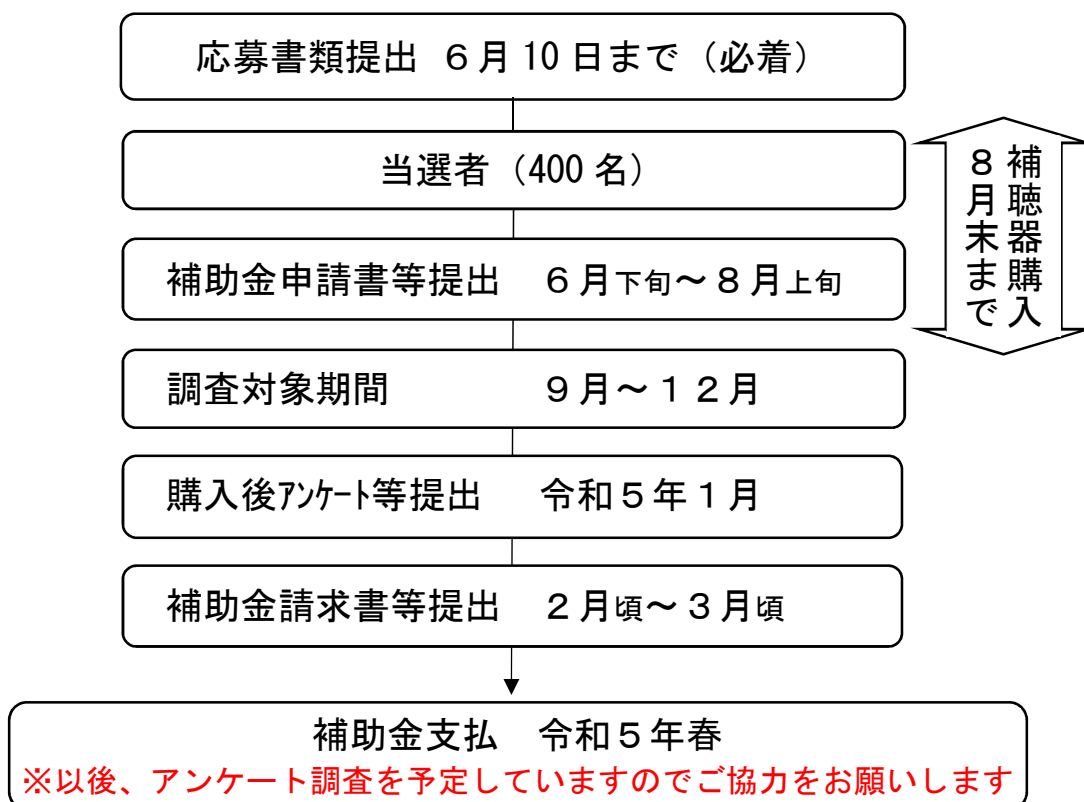 応募書類提出 ６月10日まで（必着）
当選者（400名）
補助金申請書等提出　６月下旬～８月上旬
補聴器購入
８月末まで
調査対象期間　　　９月～１２月
購入後ｱﾝｹｰﾄ等提出　令和５年１月
補助金請求書等提出　２月頃～３月頃
補助金支払　令和５年春
※以後、アンケート調査を予定していますのでご協力をお願いします